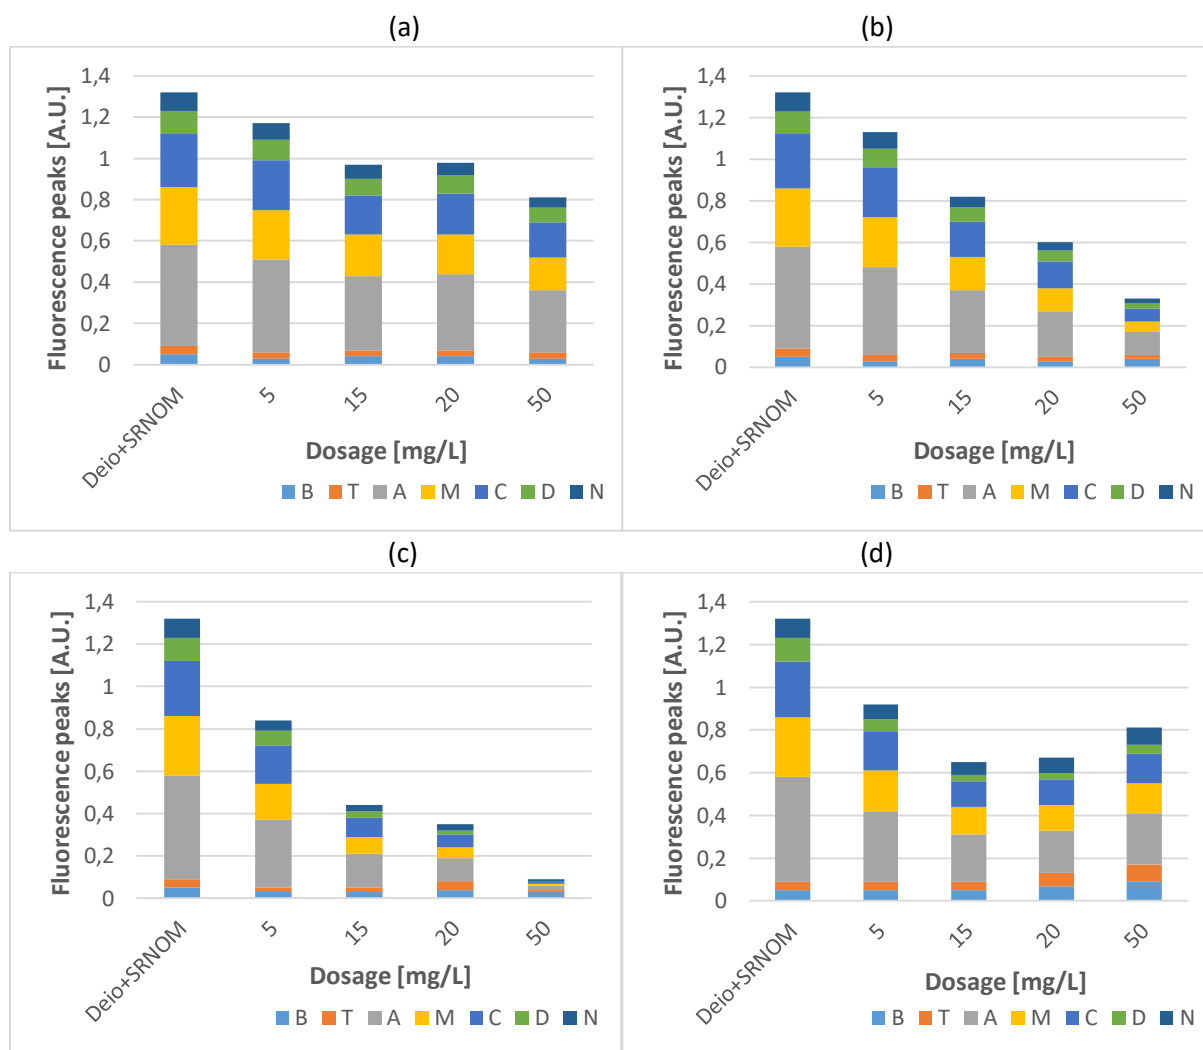 (a)
Fluorescence peaks [A.U.]
1,4
1,2
1
0,8
0,6
0,4
0,2
0
Deio+SRNOM 5 15 20 50
Dosage [mg/L]
B T A M C D N
(b)
Fluorescence peaks [A.U.]
1,4
1,2
1
0,8
0,6
0,4
0,2
0
Deio+SRNOM 5 15 20 50
Dosage [mg/L]
B T A M C D N
(c)
Fluorescence peaks [A.U.]
1,4
1,2
1
0,8
0,6
0,4
0,2
0
Deio+SRNOM 5 15 20 50
Dosage [mg/L]
B T A M C D N
(d)
Fluorescence peaks [A.U.]
1,4
1,2
1
0,8
0,6
0,4
0,2
0
Deio+SRNOM 5 15 20 50
Dosage [mg/L]
B T A M C D N